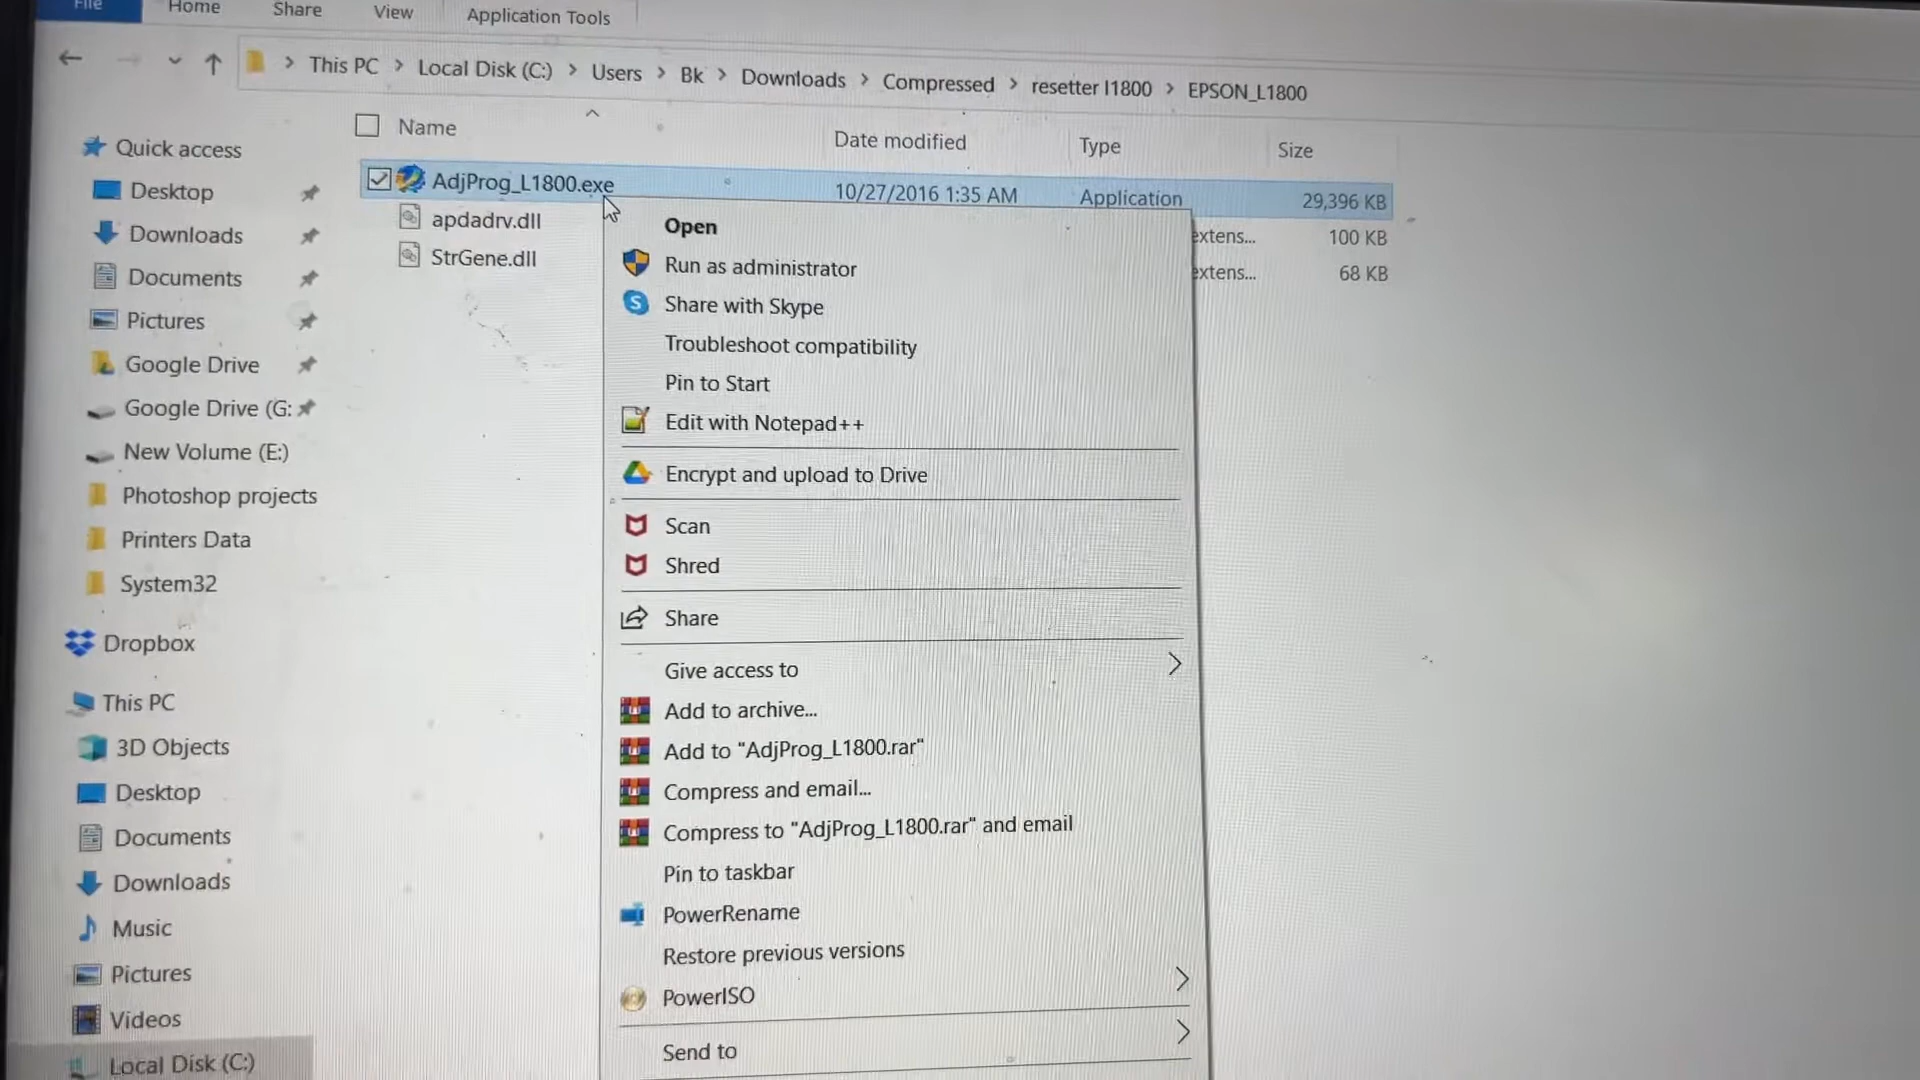 File Home Share View Application Tools
This PC > Local Disk (C:) > Users > Bk > Downloads > Compressed > resetter l1800 > EPSON_L1800
Name Date modified Type Size
AdjProg_L1800.exe 10/27/2016 1:35 AM Application 29,396 KB
apdadrv.dll extens... 100 KB
StrGene.dll extens... 68 KB
Quick access
Desktop
Downloads
Documents
Pictures
Google Drive
Google Drive (G:
New Volume (E:)
Photoshop projects
Printers Data
System32
Dropbox
This PC
3D Objects
Desktop
Documents
Downloads
Music
Pictures
Videos
Local Disk (C:)
Open
Run as administrator
Share with Skype
Troubleshoot compatibility
Pin to Start
Edit with Notepad++
Encrypt and upload to Drive
Scan
Shred
Share
Give access to
Add to archive...
Add to "AdjProg_L1800.rar"
Compress and email...
Compress to "AdjProg_L1800.rar" and email
Pin to taskbar
PowerRename
Restore previous versions
PowerISO
Send to